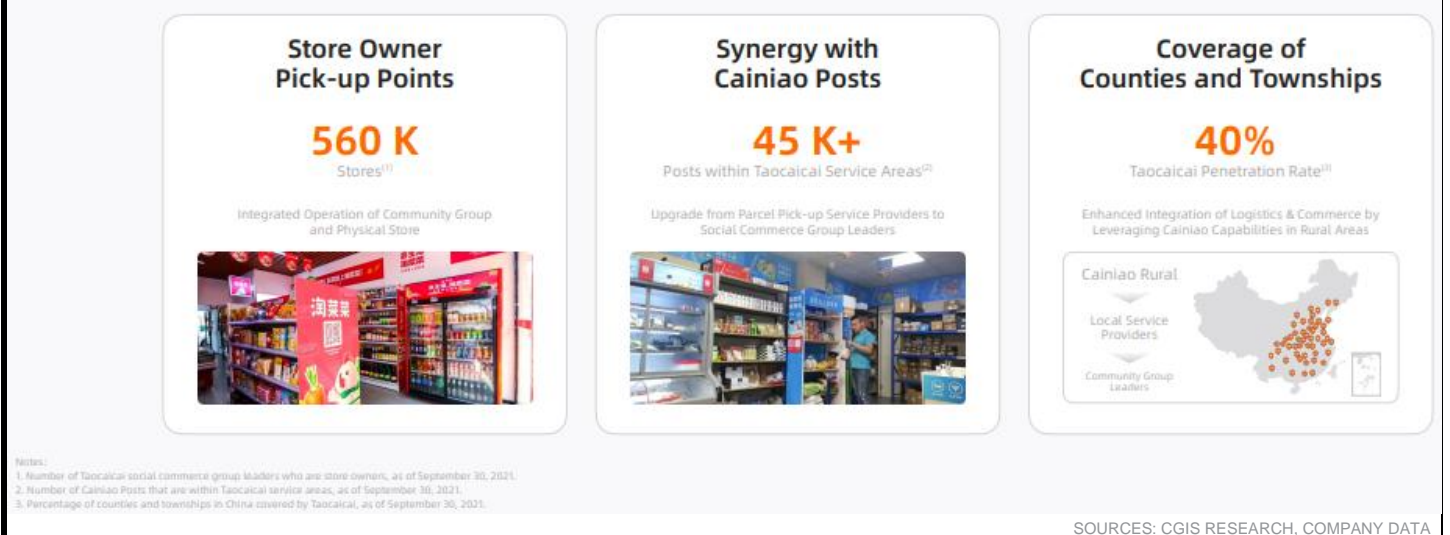 Store Owner
Pick-up Points
560 K
Stores(1)
Integrated Operation of Community Group
and Physical Store
淘菜菜
Synergy with
Cainiao Posts
45 K+
Posts within Taocaicai Service Areas(2)
Upgrade from Parcel Pick-up Service Providers to
Social Commerce Group Leaders
Coverage of
Counties and Townships
40%
Taocaicai Penetration Rate(3)
Enhanced Integration of Logistics & Commerce by
Leveraging Cainiao Capabilities in Rural Areas
Cainiao Rural
Local Service
Providers
Community Group
Leaders
Notes:
1. Number of Taocaicai social commerce group leaders who are store owners, as of September 30, 2021.
2. Number of Cainiao Posts that are within Taocaicai service areas, as of September 30, 2021.
3. Percentage of counties and townships in China covered by Taocaicai, as of September 30, 2021.
SOURCES: CGIS RESEARCH, COMPANY DATA